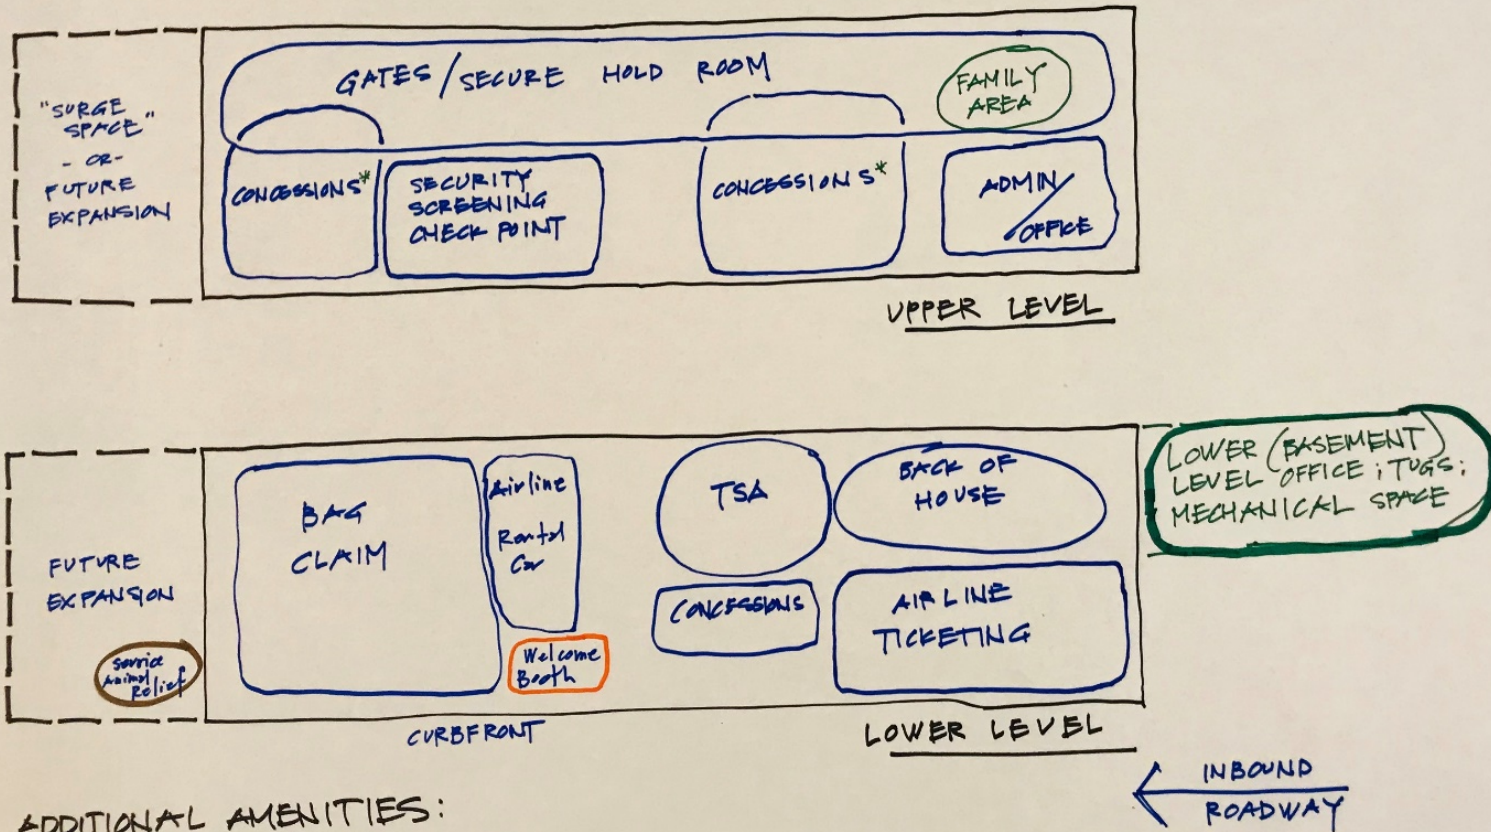 GATES/SECURE HOLD ROOM
FAMILY
AREA
"SURGE
SPACE"
- OR -
FUTURE
EXPANSION
CONCESSIONS*
SECURITY
SCREENING
CHECK POINT
CONCESSIONS*
ADMIN/
OFFICE
UPPER LEVEL
LOWER (BASEMENT)
LEVEL OFFICE; TUGS;
MECHANICAL SPACE
BAG
CLAIM
Airline
Rental
Car
TSA
BACK OF
HOUSE
FUTURE
EXPANSION
CONCESSIONS
AIRLINE
TICKETING
Welcome
Booth
Service
Animal
Relief
CURBFRONT
LOWER LEVEL
INBOUND
ROADWAY
ADDITIONAL AMENITIES: